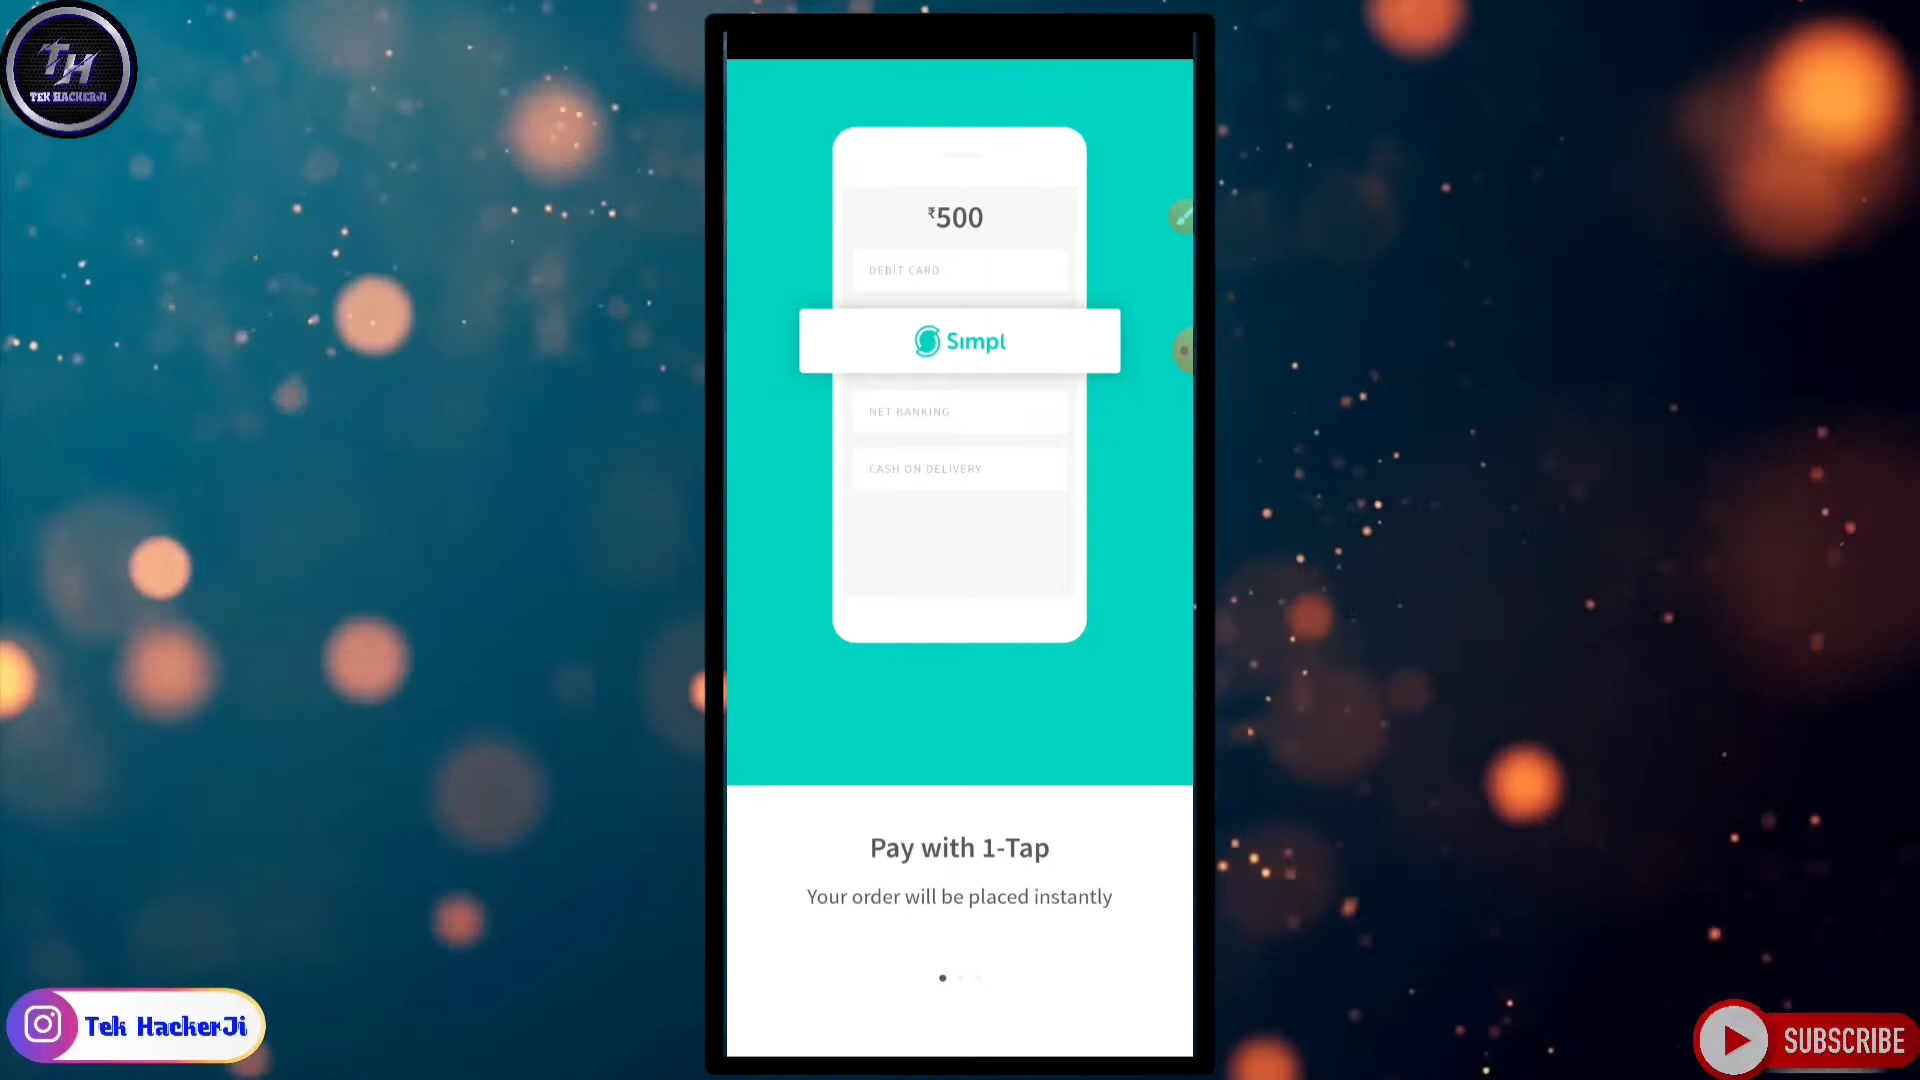 TH
TEK HACKERJI
₹500
DEBIT CARD
Simpl
NET BANKING
CASH ON DELIVERY
Pay with 1-Tap
Your order will be placed instantly
Tek HackerJi
SUBSCRIBE